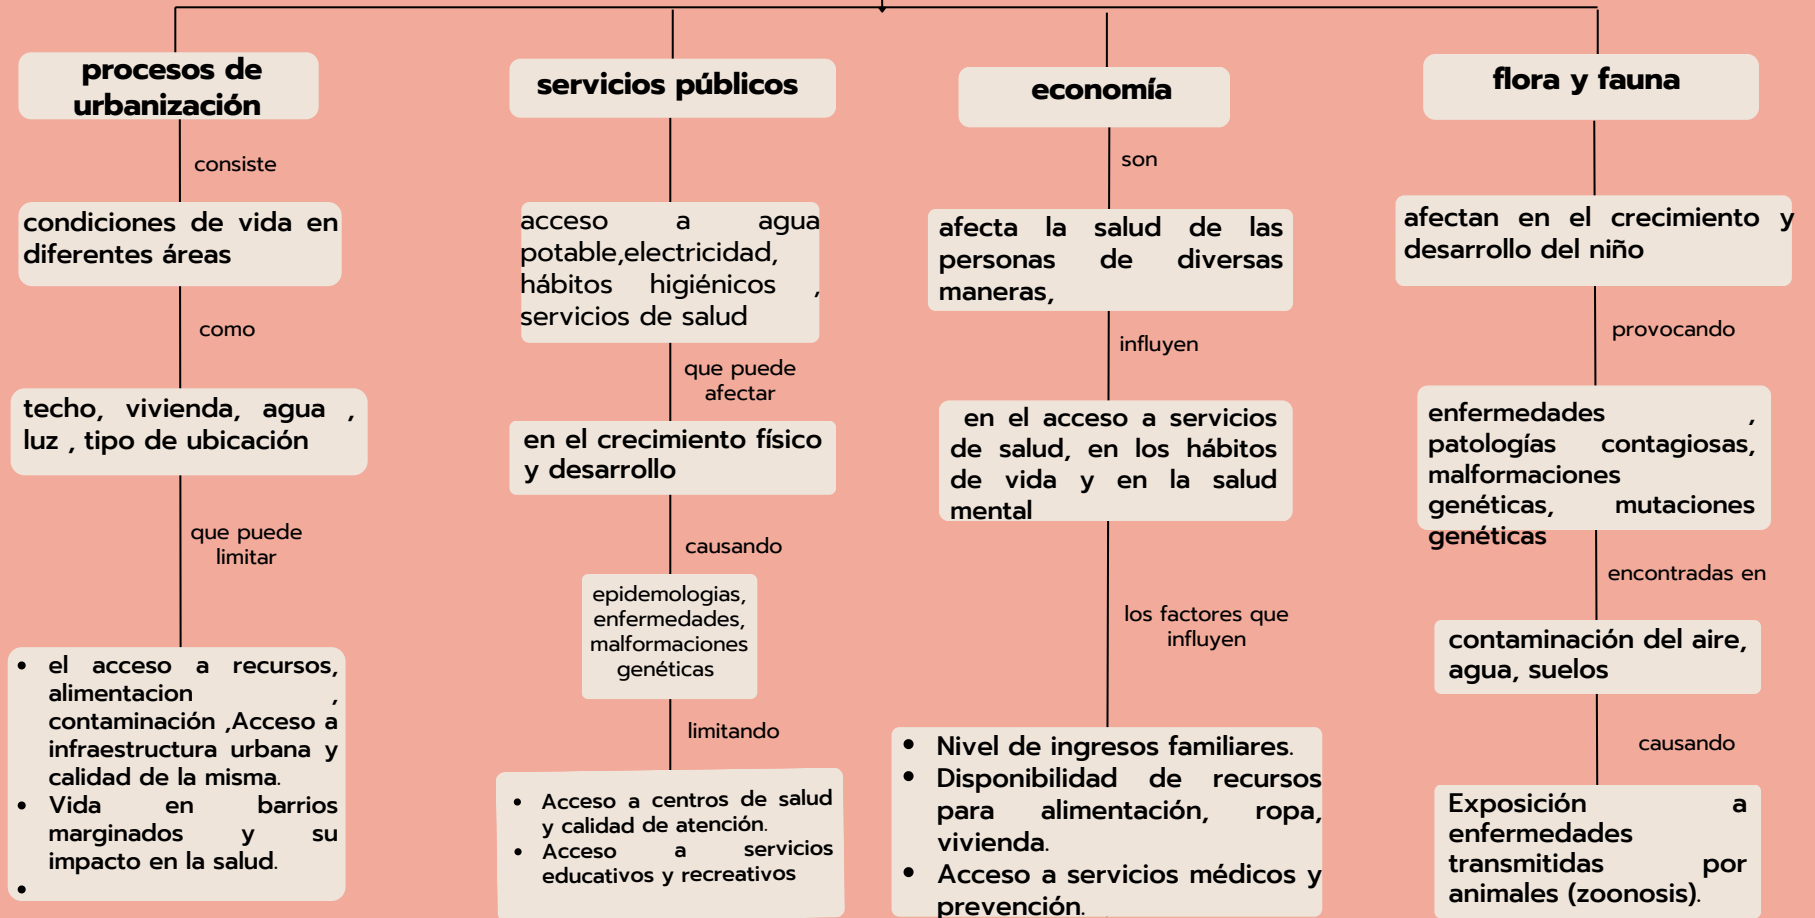 procesos de
urbanización
consiste
condiciones de vida en
diferentes áreas
como
techo, vivienda, agua ,
luz , tipo de ubicación
que puede
limitar
• el acceso a recursos,
alimentacion ,
contaminación ,Acceso a
infraestructura urbana y
calidad de la misma.
• Vida en barrios
marginados y su
impacto en la salud.
•
servicios públicos
acceso a agua
potable,electricidad,
hábitos higiénicos ,
servicios de salud
que puede
afectar
en el crecimiento físico
y desarrollo
causando
epidemologias,
enfermedades,
malformaciones
genéticas
limitando
• Acceso a centros de salud
y calidad de atención.
• Acceso a servicios
educativos y recreativos
economía
son
afecta la salud de las
personas de diversas
maneras,
influyen
en el acceso a servicios
de salud, en los hábitos
de vida y en la salud
mental
los factores que
influyen
• Nivel de ingresos familiares.
• Disponibilidad de recursos
para alimentación, ropa,
vivienda.
• Acceso a servicios médicos y
prevención.
flora y fauna
afectan en el crecimiento y
desarrollo del niño
provocando
enfermedades ,
patologías contagiosas,
malformaciones
genéticas, mutaciones
genéticas
encontradas en
contaminación del aire,
agua, suelos
causando
Exposición a
enfermedades
transmitidas por
animales (zoonosis).